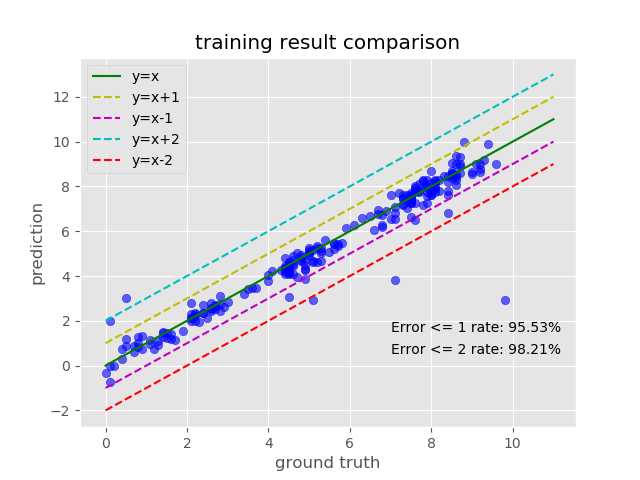 training result comparison
y=x
y=x+1
y=x-1
y=x+2
y=x-2
12
10
8
6
4
2
0
−2
prediction
Error <= 1 rate: 95.53%
Error <= 2 rate: 98.21%
0 2 4 6 8 10
ground truth